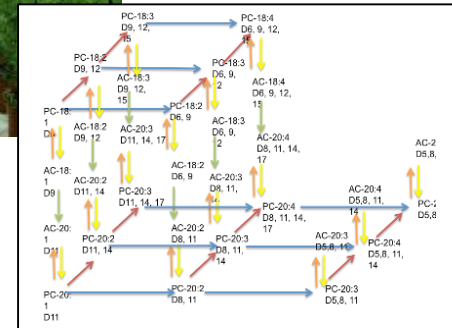 PC-18:3
D9, 12,
15
PC-18:4
D6, 9, 12,
PC-18:2
D9, 12
PC-18:3
D6, 9,
AC-18:3
D9, 12,
15
AC-18:4
D6, 9, 12,
15
PC-18:
1
PC-18:2
D6, 9
AC-18:2
D9, 12
AC-20:3
D11, 14, 17
AC-18:3
D6, 9,
AC-20:4
D8, 11, 14,
17
AC-18:
1
D9
AC-20:2
D11, 14
PC-20:3
D11, 14, 17
AC-18:2
D6, 9
AC-20:3
D8, 11,
AC-20:4
D5,8, 11,
14
D5,8,
D5,8,
AC-20:
1
PC-20:2
D11, 14
AC-20:2
D8, 11
PC-20:3
D8, 11,
14
PC-20:4
D8, 11, 14,
17
AC-20:3
D5,8, 11
PC-20:4
D5,8, 11,
14
PC-20:
1
D11
PC-20:2
D8, 11
PC-20:3
D5,8, 11